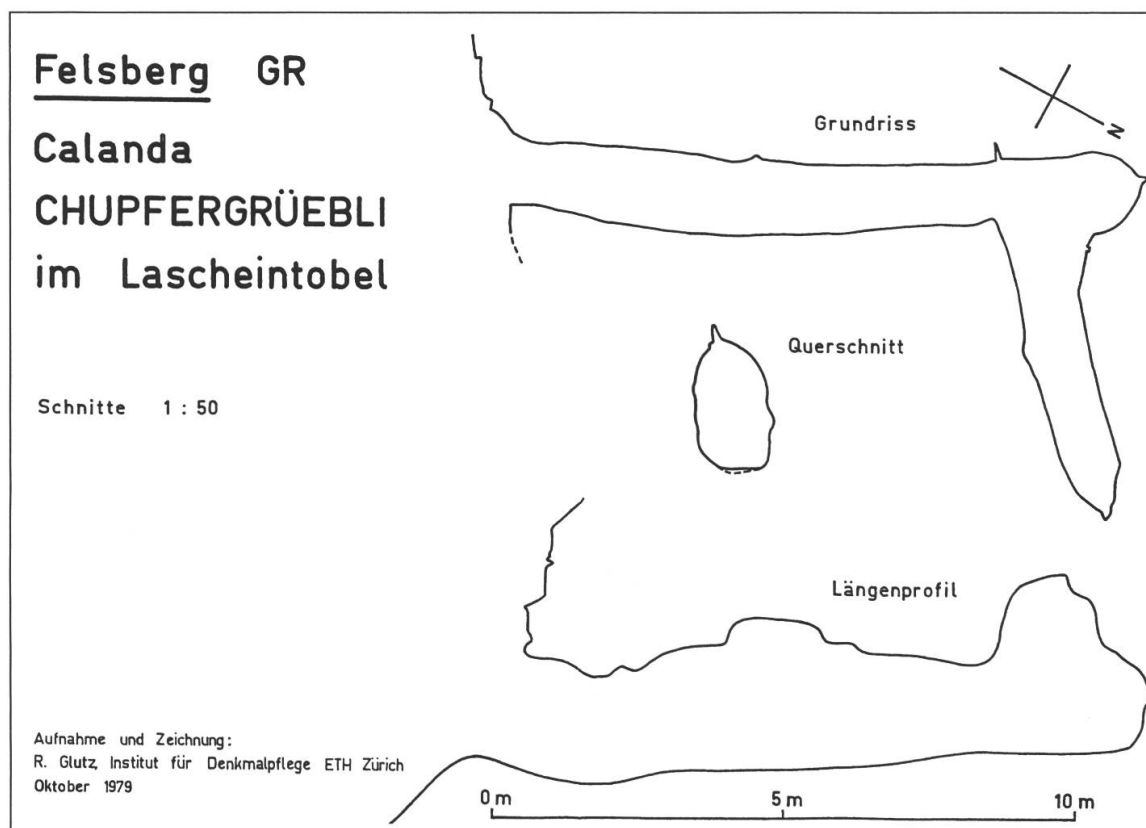 Felsberg GR
Calanda
CHUPFERGRÜEBLI
im Lascheintobel
Schnitte 1 : 50
Aufnahme und Zeichnung:
R. Glutz, Institut für Denkmalpflege ETH Zürich
Oktober 1979
Grundriss
N
Querschnitt
Längenprofil
0 m 5 m 10 m